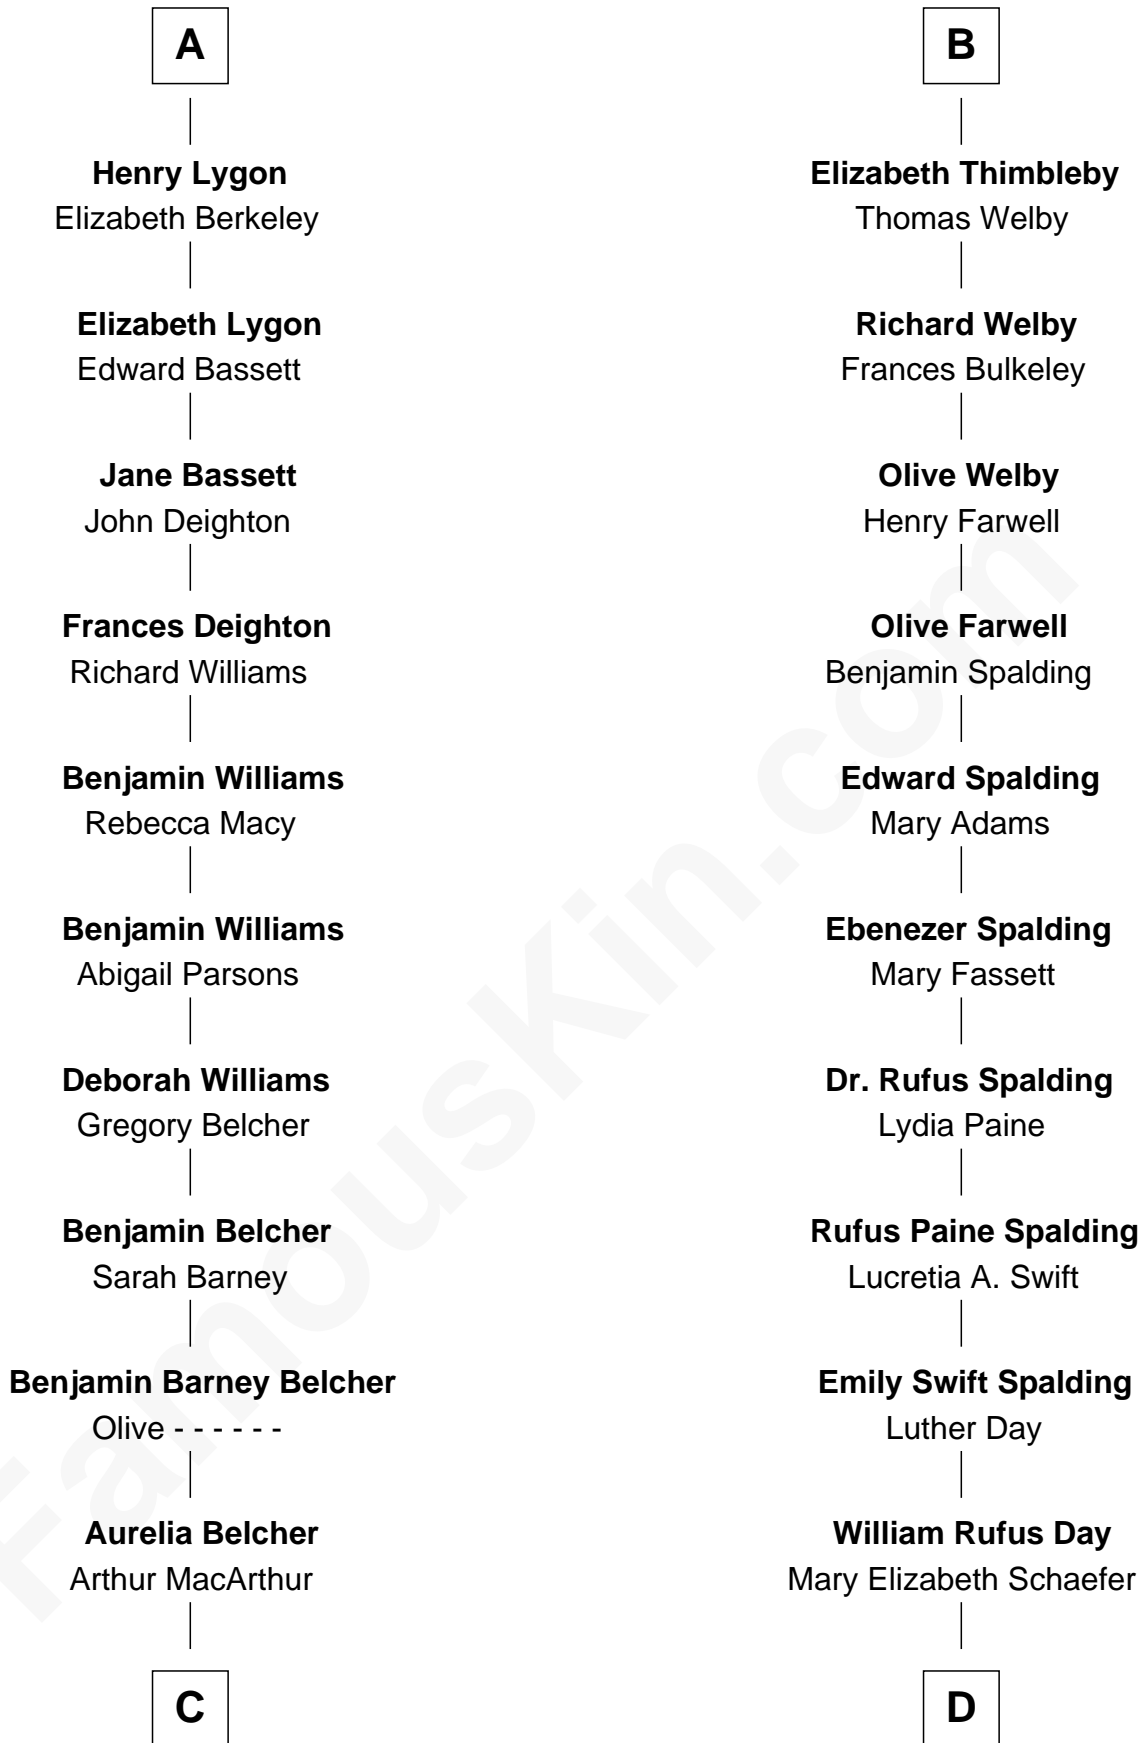 A
Henry Lygon
Elizabeth Berkeley
Elizabeth Lygon
Edward Bassett
Jane Bassett
John Deighton
Frances Deighton
Richard Williams
Benjamin Williams
Rebecca Macy
Benjamin Williams
Abigail Parsons
Deborah Williams
Gregory Belcher
Benjamin Belcher
Sarah Barney
Benjamin Barney Belcher
Olive - - - - - -
Aurelia Belcher
Arthur MacArthur
C
B
Elizabeth Thimbleby
Thomas Welby
Richard Welby
Frances Bulkeley
Olive Welby
Henry Farwell
Olive Farwell
Benjamin Spalding
Edward Spalding
Mary Adams
Ebenezer Spalding
Mary Fassett
Dr. Rufus Spalding
Lydia Paine
Rufus Paine Spalding
Lucretia A. Swift
Emily Swift Spalding
Luther Day
William Rufus Day
Mary Elizabeth Schaefer
D
FamousKin.com